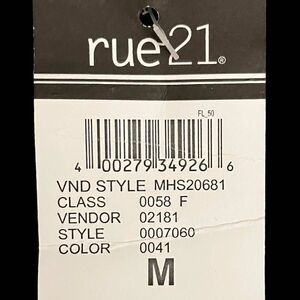 rue21®
FL_50
4 00279 34926 6
VND STYLE MHS20681
CLASS 0058 F
VENDOR 02181
STYLE 0007060
COLOR 0041
M